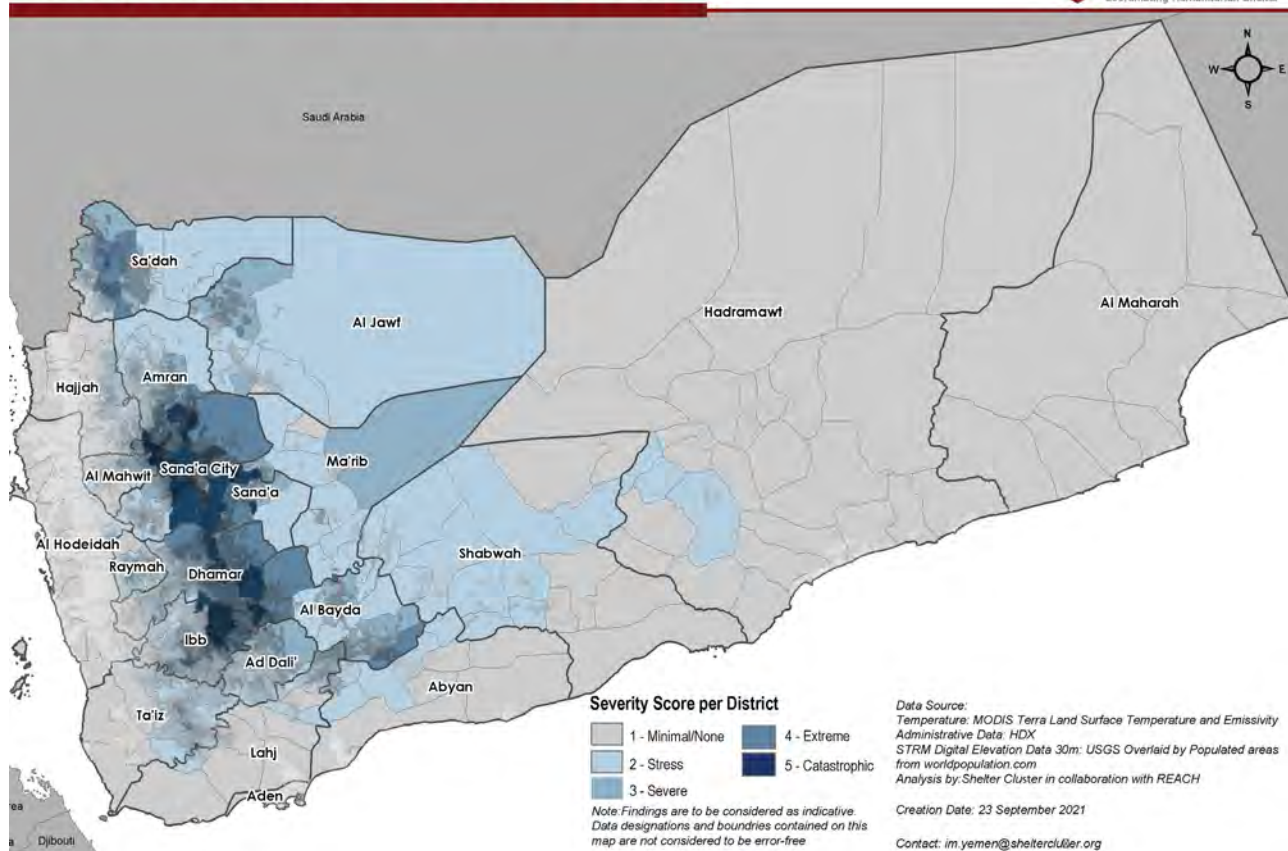 N
W E
S
Saudi Arabia
Sa'dah
Al Jawf
Hadramawt
Al Maharah
Amran
Hajjah
Ma'rib
Al Mahwit
Sana'a City
Sana'a
Al Hodeidah
Raymah
Dhamar
Shabwah
Al Bayda
Ibb
Ad Dali'
Abyan
Ta'iz
Lahj
Aden
Djibouti
Severity Score per District
1 - Minimal/None
2 - Stress
3 - Severe
4 - Extreme
5 - Catastrophic
Note:Findings are to be considered as indicative.
Data designations and boundries contained on this
map are not considered to be error-free
Data Source:
Temperature: MODIS Terra Land Surface Temperature and Emissivity
Administrative Data: HDX
STRM Digital Elevation Data 30m: USGS Overlaid by Populated areas
from worldpopulation.com
Analysis by:Shelter Cluster in collaboration with REACH
Creation Date: 23 September 2021
Contact: im.yemen@sheltercluster.org